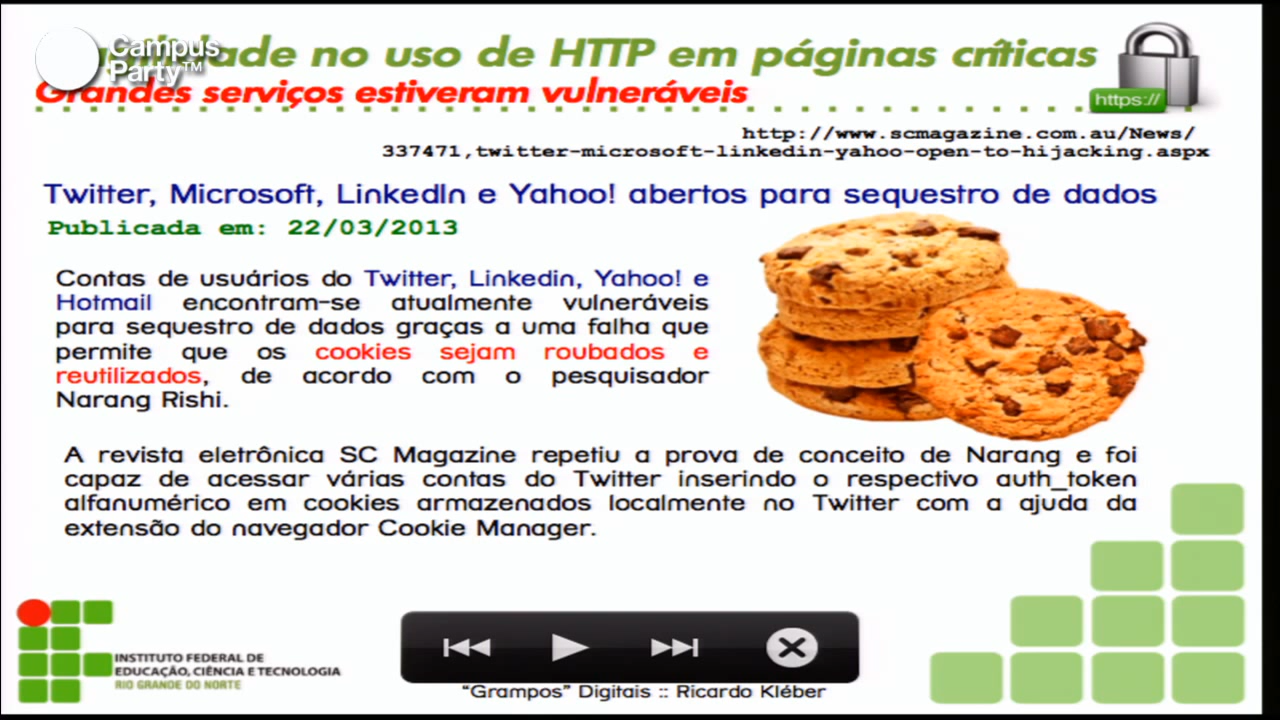 Campus
Party™
dade no uso de HTTP em páginas críticas
Grandes serviços estiveram vulneráveis
https://
http://www.scmagazine.com.au/News/
337471,twitter-microsoft-linkedin-yahoo-open-to-hijacking.aspx
Twitter, Microsoft, LinkedIn e Yahoo! abertos para sequestro de dados
Publicada em: 22/03/2013
Contas de usuários do Twitter, Linkedin, Yahoo! e
Hotmail encontram-se atualmente vulneráveis
para sequestro de dados graças a uma falha que
permite que os cookies sejam roubados e
reutilizados, de acordo com o pesquisador
Narang Rishi.
A revista eletrônica SC Magazine repetiu a prova de conceito de Narang e foi
capaz de acessar várias contas do Twitter inserindo o respectivo auth_token
alfanumérico em cookies armazenados localmente no Twitter com a ajuda da
extensão do navegador Cookie Manager.
INSTITUTO FEDERAL DE
EDUCAÇÃO, CIÊNCIA E TECNOLOGIA
RIO GRANDE DO NORTE
"Grampos" Digitais :: Ricardo Kléber